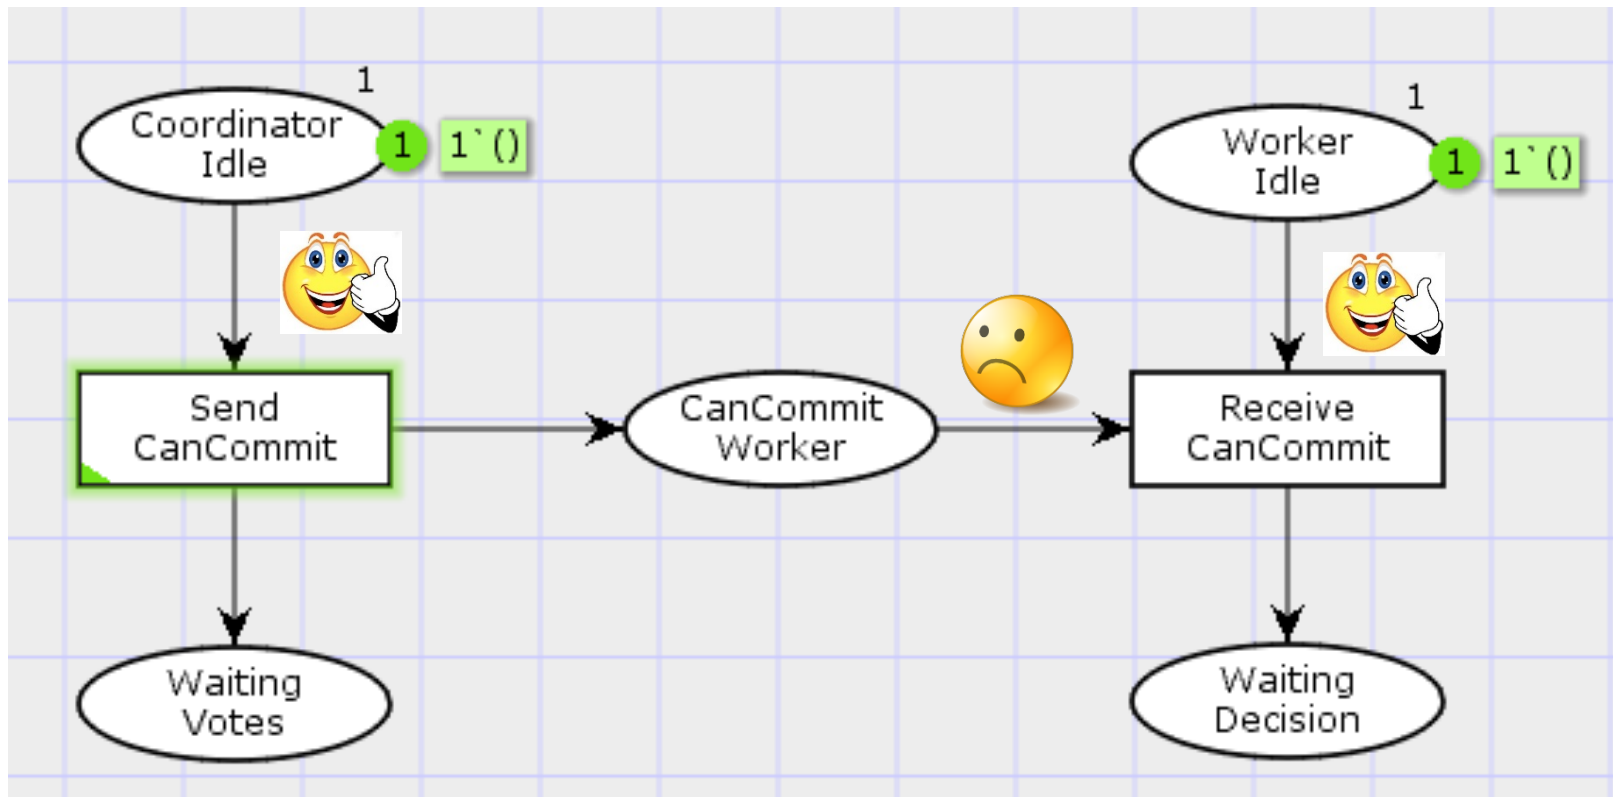 1
Coordinator
Idle
1
1`()
1
Worker
Idle
1
1`()
Send
CanCommit
CanCommit
Worker
Receive
CanCommit
Waiting
Votes
Waiting
Decision